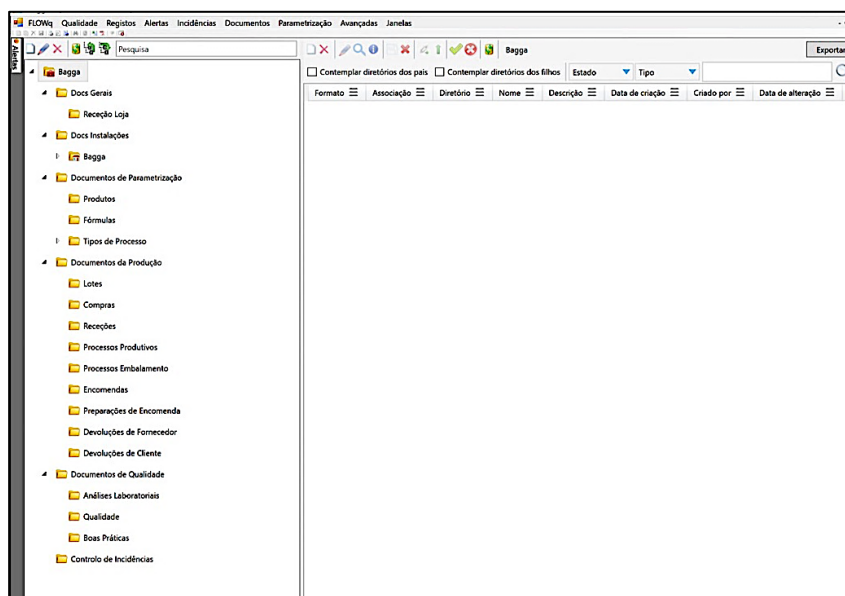 FLOWq Qualidade Registos Alertas Incidências Documentos Parametrização Avançadas Janelas
Alertas
Pesquisa
Bagga
Exportar
Contemplar diretórios dos pais Contemplar diretórios dos filhos Estado Tipo
Formato Associação Diretório Nome Descrição Data de criação Criado por Data de alteração
Bagga
Docs Gerais
Receção Loja
Docs Instalações
Bagga
Documentos de Parametrização
Produtos
Fórmulas
Tipos de Processo
Documentos da Produção
Lotes
Compras
Receções
Processos Produtivos
Processos Embalamento
Encomendas
Preparações de Encomenda
Devoluções de Fornecedor
Devoluções de Cliente
Documentos de Qualidade
Análises Laboratoriais
Qualidade
Boas Práticas
Controlo de Incidências